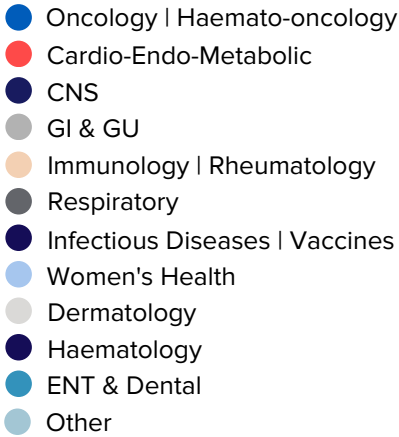 Oncology | Haemato-oncology
Cardio-Endo-Metabolic
CNS
GI & GU
Immunology | Rheumatology
Respiratory
Infectious Diseases | Vaccines
Women's Health
Dermatology
Haematology
ENT & Dental
Other